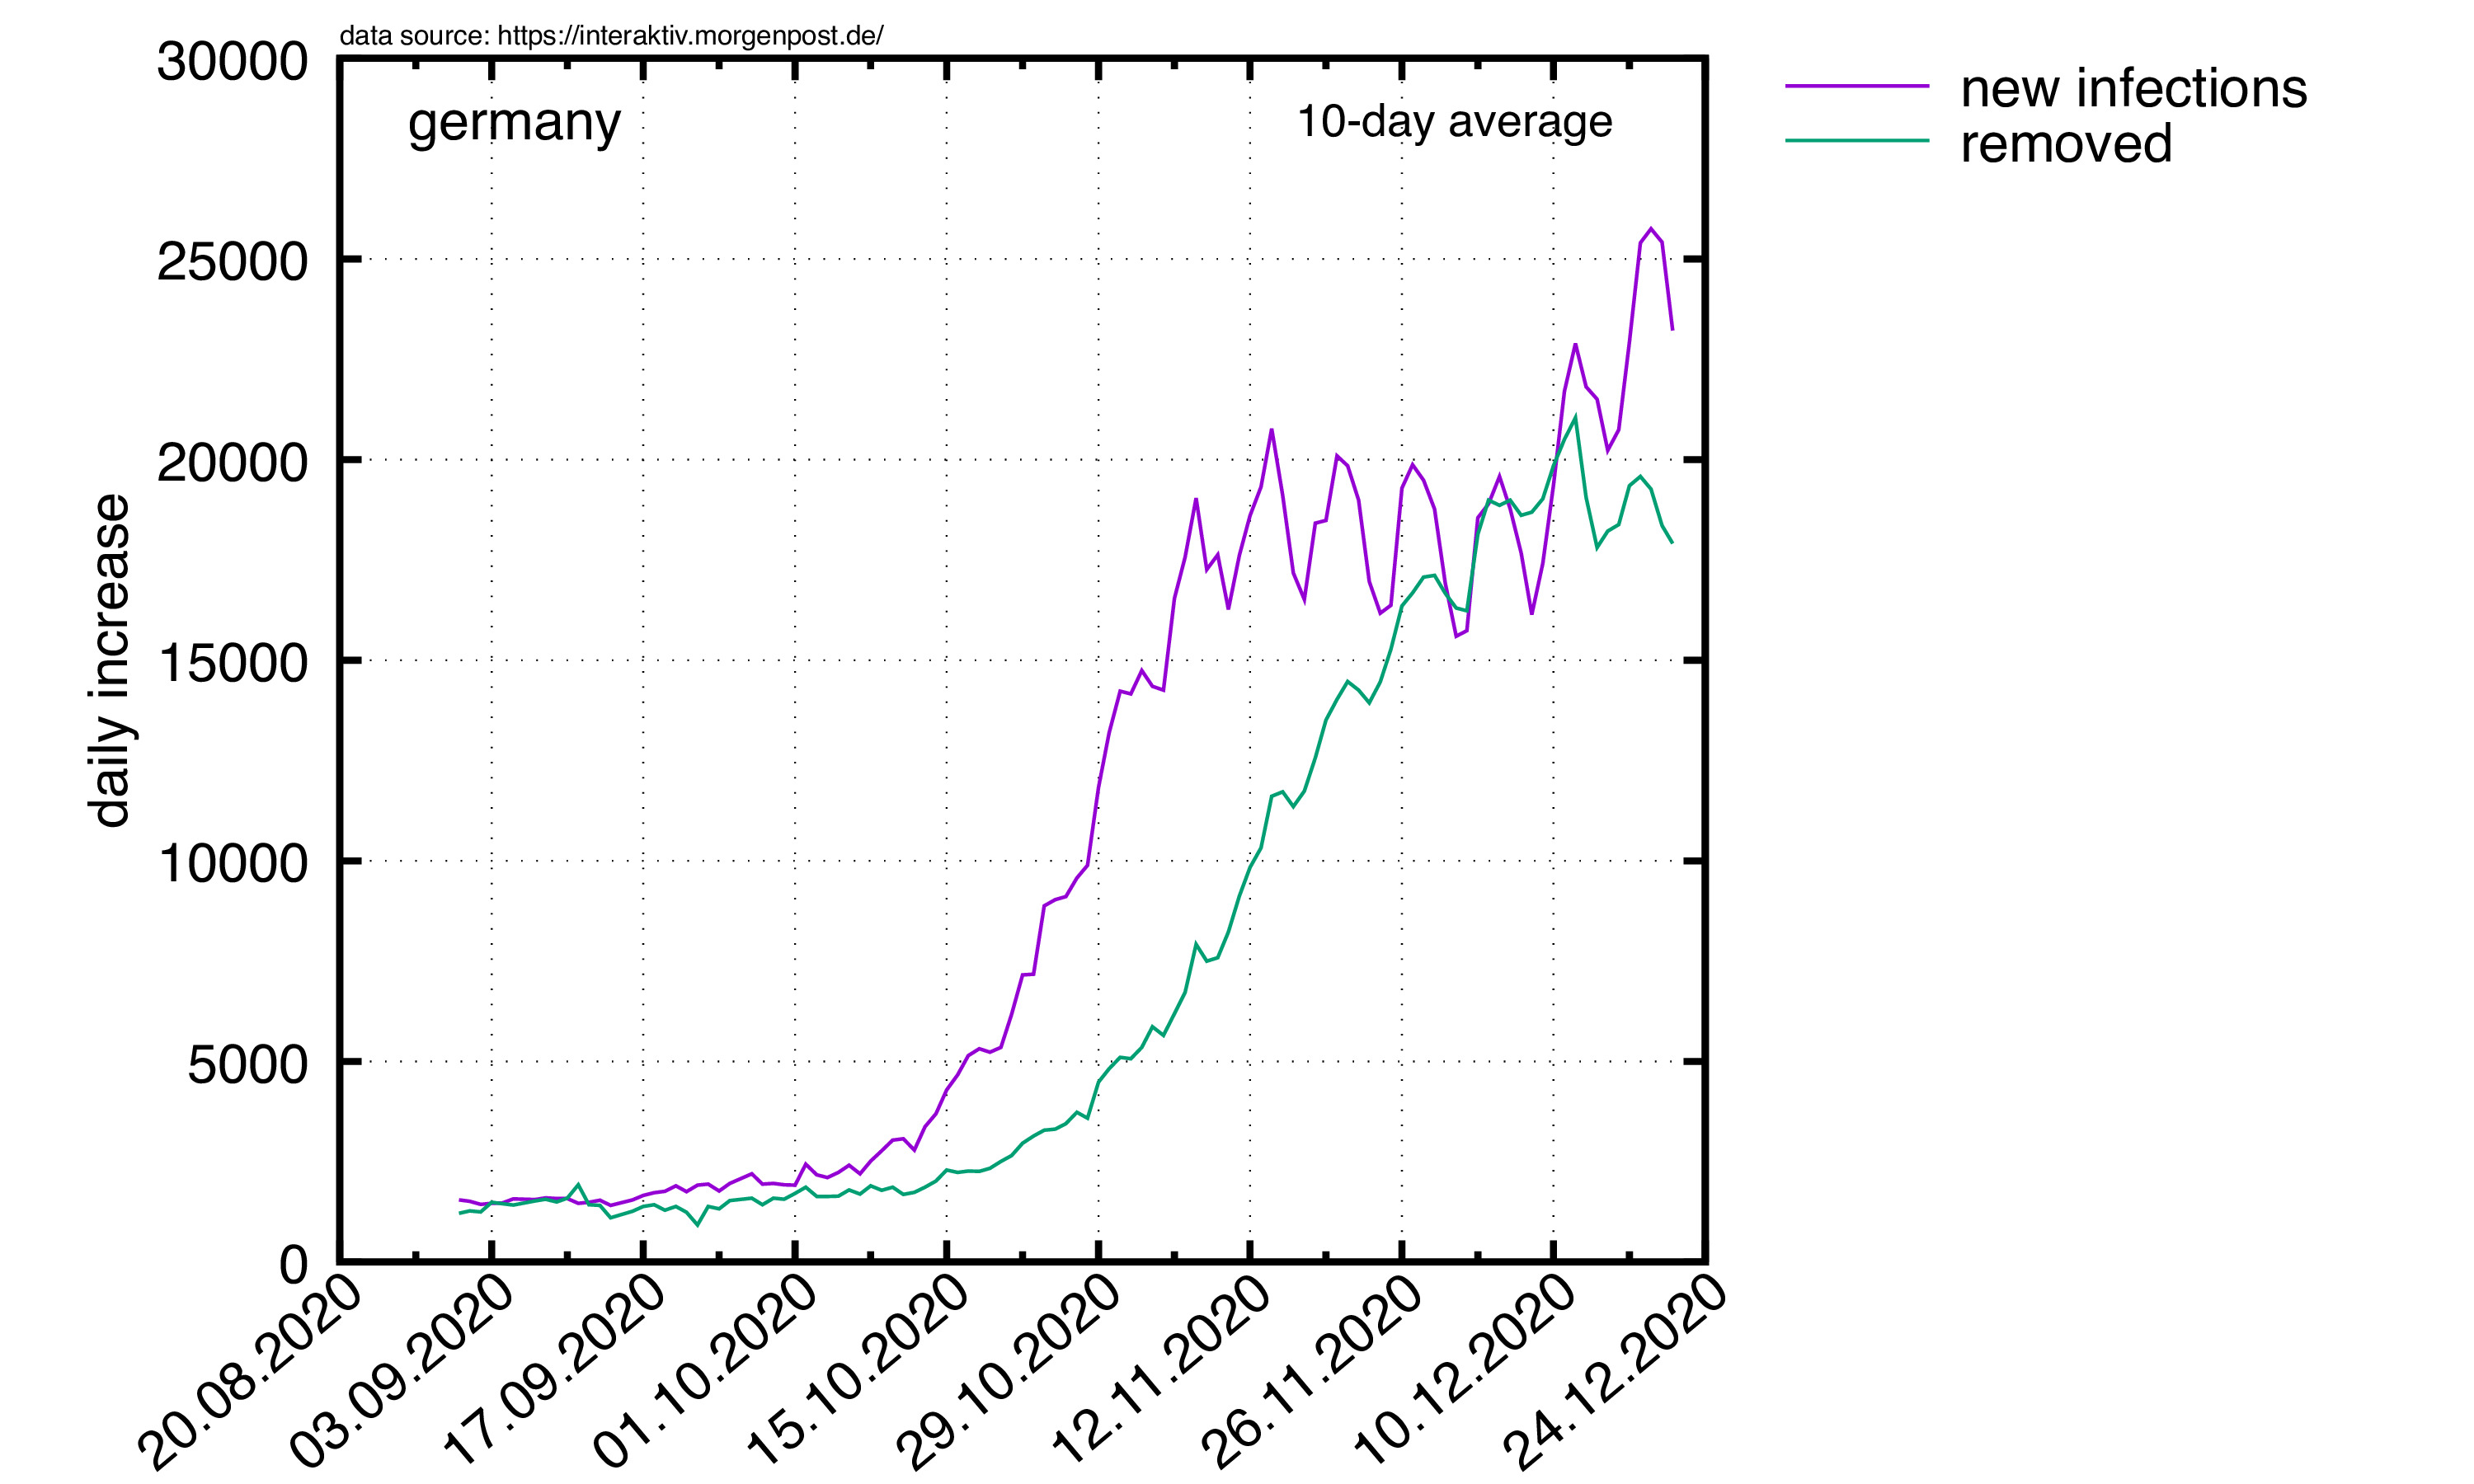 data source: https://interaktiv.morgenpost.de/
germany
10-day average
new infections
removed
daily increase
30000
25000
20000
15000
10000
5000
0
20.08.2020
03.09.2020
17.09.2020
01.10.2020
15.10.2020
29.10.2020
12.11.2020
26.11.2020
10.12.2020
24.12.2020